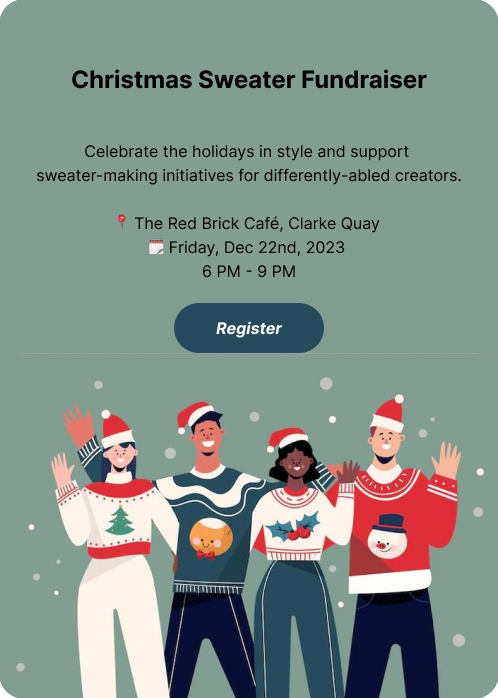 Christmas Sweater Fundraiser
Celebrate the holidays in style and support
sweater-making initiatives for differently-abled creators.
📍 The Red Brick Café, Clarke Quay
🗓️ Friday, Dec 22nd, 2023
6 PM - 9 PM
Register